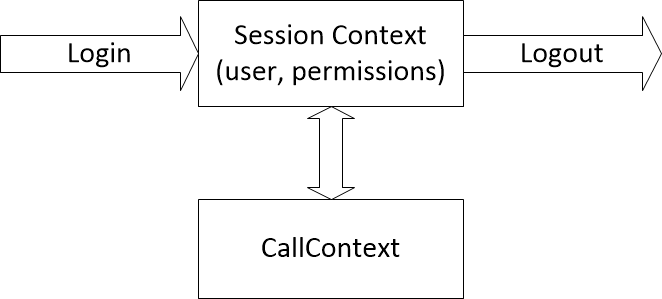 Login
Session Context
(user, permissions)
Logout
CallContext